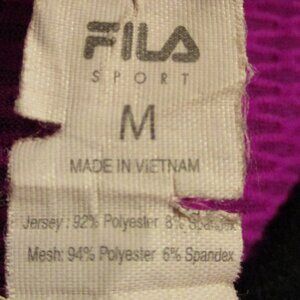 FILA
SPORT
M
MADE IN VIETNAM
Jersey : 92% Polyester 8% Spandex
Mesh: 94% Polyester 6% Spandex